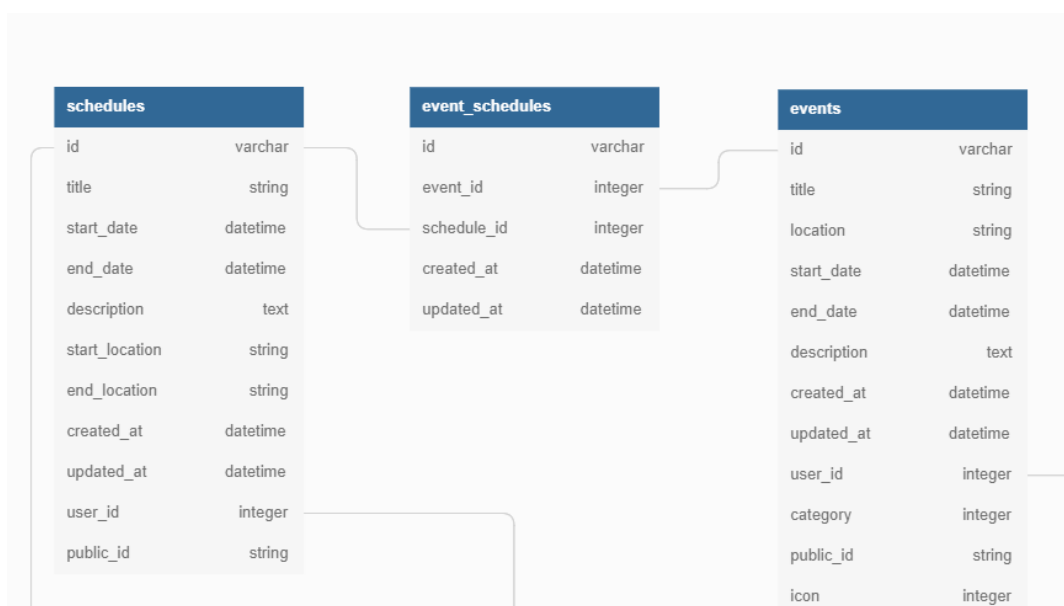 schedules
id varchar
title string
start_date datetime
end_date datetime
description text
start_location string
end_location string
created_at datetime
updated_at datetime
user_id integer
public_id string
event_schedules
id varchar
event_id integer
schedule_id integer
created_at datetime
updated_at datetime
events
id varchar
title string
location string
start_date datetime
end_date datetime
description text
created_at datetime
updated_at datetime
user_id integer
category integer
public_id string
icon integer